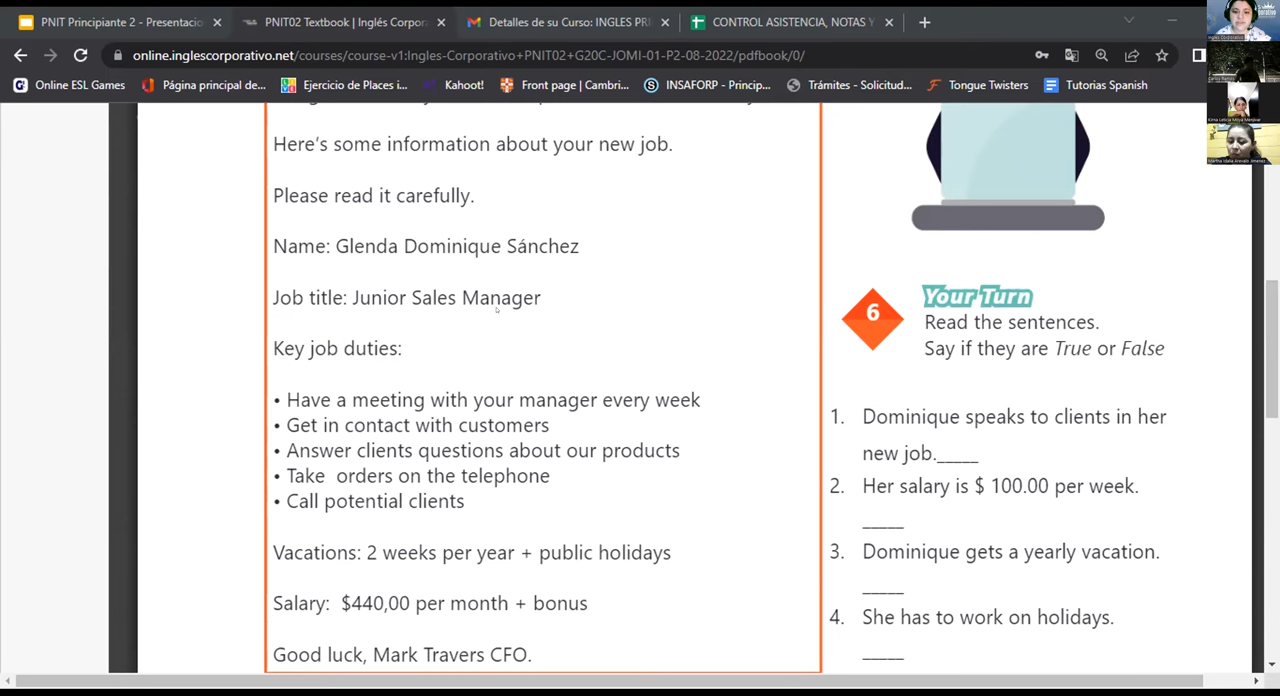 PNIT Principiante 2 - Presentacio
PNIT02 Textbook | Inglés Corpor
Detalles de su Curso: INGLES PR
CONTROL ASISTENCIA, NOTAS Y
online.inglescorporativo.net/courses/course-v1:Ingles-Corporativo+PNIT02+G20C-JOMI-01-P2-08-2022/pdfbook/0/
Online ESL Games
Página principal de...
Ejercicio de Places i...
Kahoot!
Front page | Cambri...
INSAFORP - Princip...
Trámites - Solicitud...
Tongue Twisters
Tutorias Spanish
Here's some information about your new job.
Please read it carefully.
Name: Glenda Dominique Sánchez
Job title: Junior Sales Manager
Key job duties:
• Have a meeting with your manager every week
• Get in contact with customers
• Answer clients questions about our products
• Take orders on the telephone
• Call potential clients
Vacations: 2 weeks per year + public holidays
Salary: $440,00 per month + bonus
Good luck, Mark Travers CFO.
6
Your Turn
Read the sentences.
Say if they are True or False
1. Dominique speaks to clients in her
new job._____
2. Her salary is $ 100.00 per week.
_____
3. Dominique gets a yearly vacation.
_____
4. She has to work on holidays.
_____